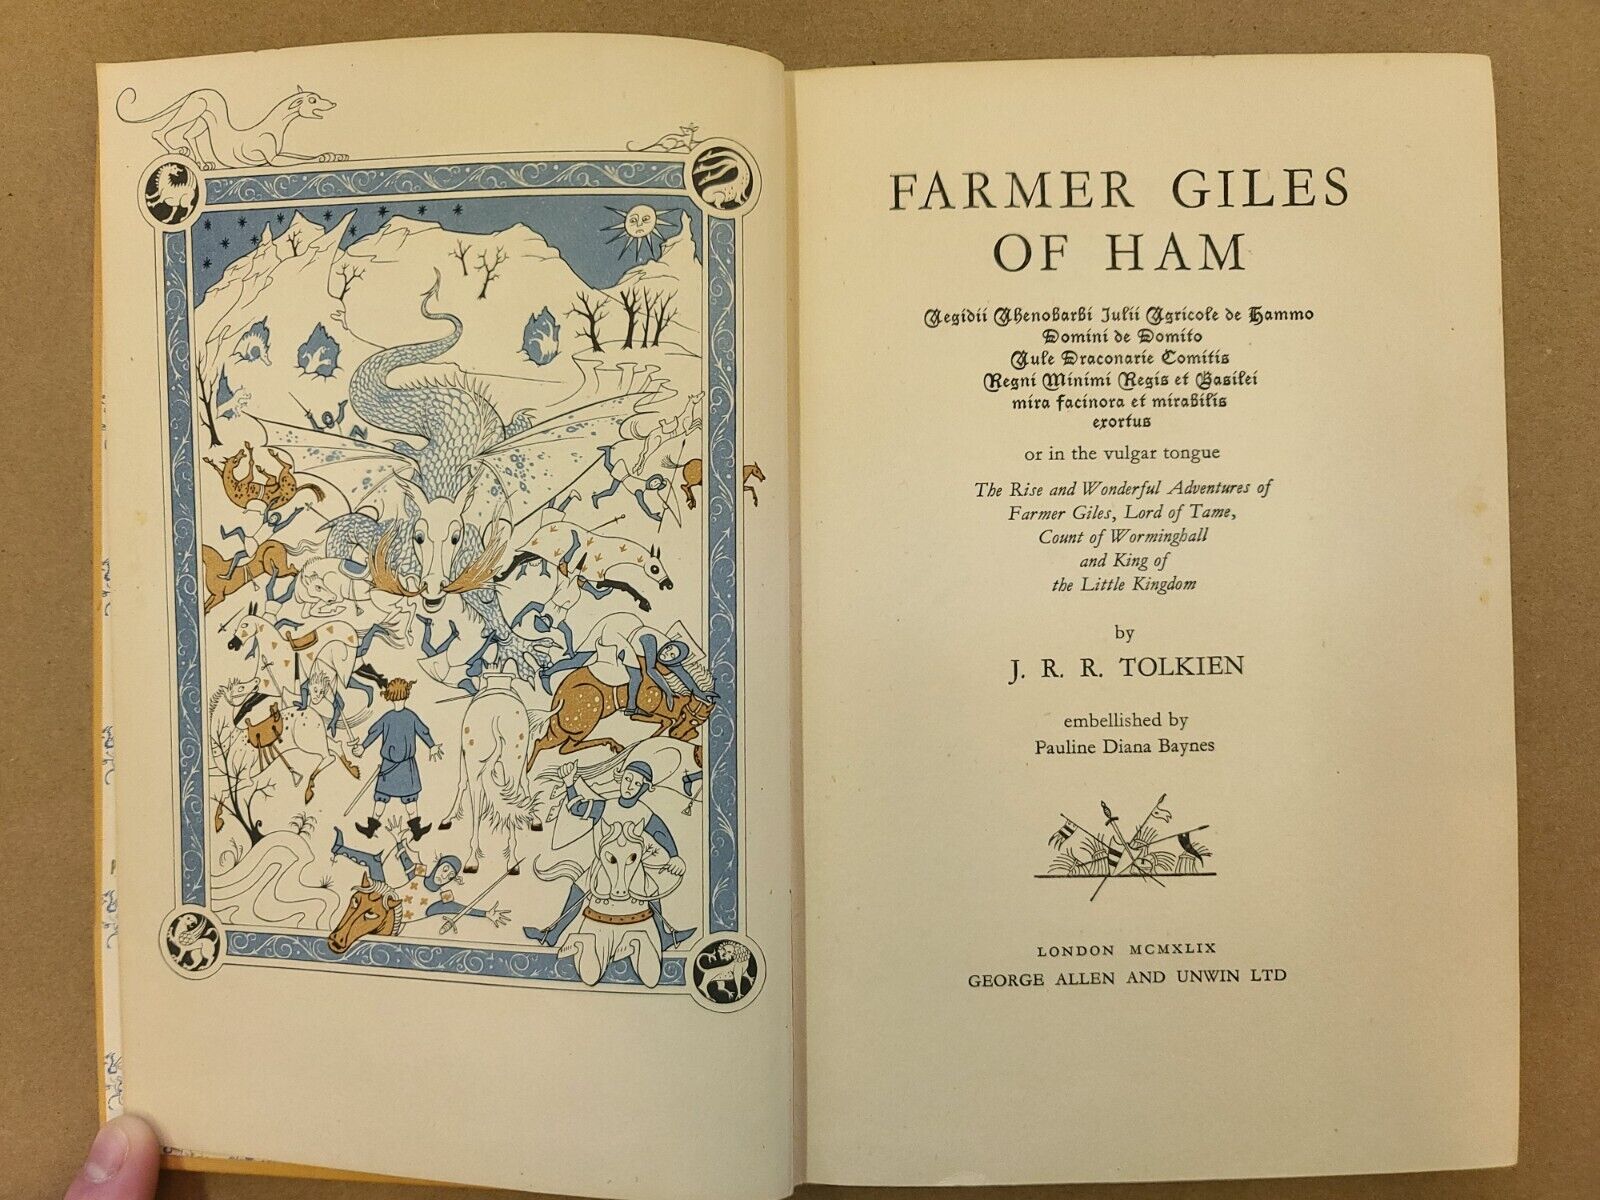 FARMER GILES
OF HAM
Aegidii Ahenobarbi Julii Agricole de Hammo
Domini de Domito
Aule Draconarie Comitis
Regni Minimi Regis et Basilei
mira facinora et mirabilis
exortus
or in the vulgar tongue
The Rise and Wonderful Adventures of
Farmer Giles, Lord of Tame,
Count of Worminghall
and King of
the Little Kingdom
by
J. R. R. TOLKIEN
embellished by
Pauline Diana Baynes
LONDON MCMXLIX
GEORGE ALLEN AND UNWIN LTD